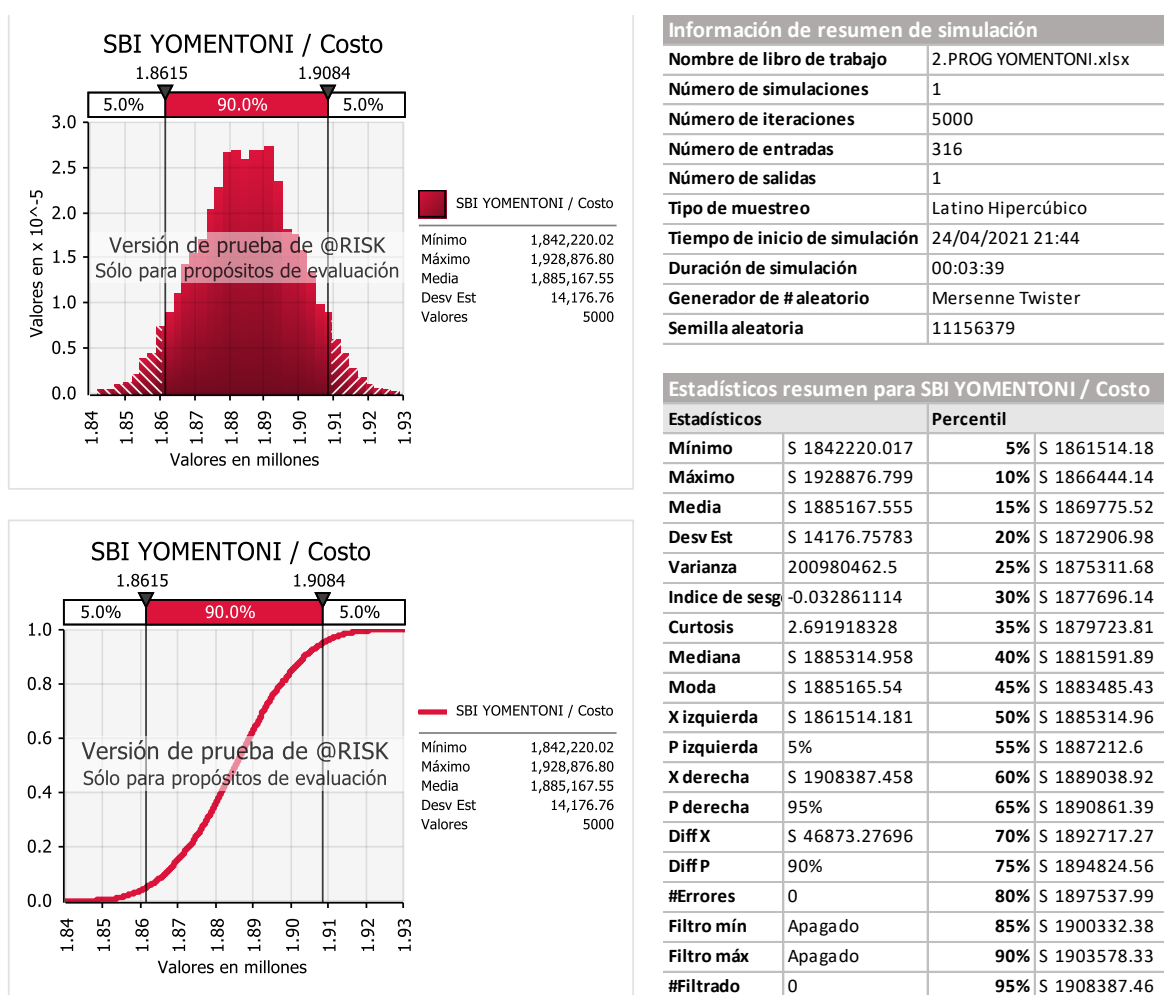 SBI YOMENTONI / Costo
1.8615 1.9084
5.0% 90.0% 5.0%
3.0
2.5
2.0
1.5
1.0
0.5
0.0
Valores en x 10^-5
Versión de prueba de @RISK
Sólo para propósitos de evaluación
1.84 1.85 1.86 1.87 1.88 1.89 1.90 1.91 1.92 1.93
Valores en millones
SBI YOMENTONI / Costo
Mínimo 1,842,220.02
Máximo 1,928,876.80
Media 1,885,167.55
Desv Est 14,176.76
Valores 5000
SBI YOMENTONI / Costo
1.8615 1.9084
5.0% 90.0% 5.0%
1.0
0.8
0.6
0.4
0.2
0.0
Versión de prueba de @RISK
Sólo para propósitos de evaluación
1.84 1.85 1.86 1.87 1.88 1.89 1.90 1.91 1.92 1.93
Valores en millones
SBI YOMENTONI / Costo
Mínimo 1,842,220.02
Máximo 1,928,876.80
Media 1,885,167.55
Desv Est 14,176.76
Valores 5000
Información de resumen de simulación
Nombre de libro de trabajo 2.PROG YOMENTONI.xlsx
Número de simulaciones 1
Número de iteraciones 5000
Número de entradas 316
Número de salidas 1
Tipo de muestreo Latino Hipercúbico
Tiempo de inicio de simulación 24/04/2021 21:44
Duración de simulación 00:03:39
Generador de # aleatorio Mersenne Twister
Semilla aleatoria 11156379
Estadísticos resumen para SBI YOMENTONI / Costo
Estadísticos Percentil
Mínimo S 1842220.017 5% S 1861514.18
Máximo S 1928876.799 10% S 1866444.14
Media S 1885167.555 15% S 1869775.52
Desv Est S 14176.75783 20% S 1872906.98
Varianza 200980462.5 25% S 1875311.68
Indice de sesg -0.032861114 30% S 1877696.14
Curtosis 2.691918328 35% S 1879723.81
Mediana S 1885314.958 40% S 1881591.89
Moda S 1885165.54 45% S 1883485.43
X izquierda S 1861514.181 50% S 1885314.96
P izquierda 5% 55% S 1887212.6
X derecha S 1908387.458 60% S 1889038.92
P derecha 95% 65% S 1890861.39
Diff X S 46873.27696 70% S 1892717.27
Diff P 90% 75% S 1894824.56
#Errores 0 80% S 1897537.99
Filtro mín Apagado 85% S 1900332.38
Filtro máx Apagado 90% S 1903578.33
#Filtrado 0 95% S 1908387.46